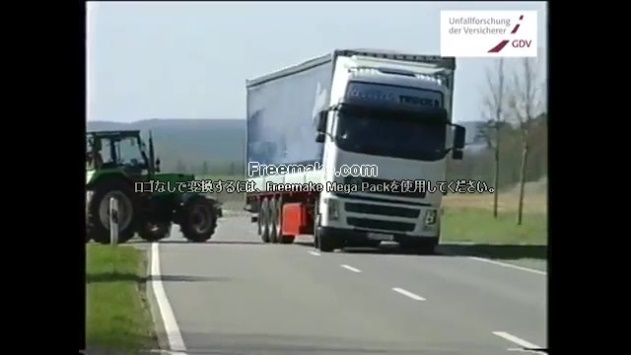 Unfallforschung
der Versicherer
GDV
Freemake.com
ロゴなしで変換するには、Freemake Mega Packを使用してください。